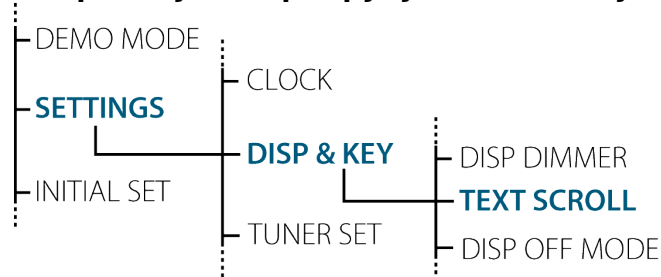 DEMO MODE
SETTINGS
INITIAL SET
CLOCK
DISP & KEY
TUNER SET
DISP DIMMER
TEXT SCROLL
DISP OFF MODE